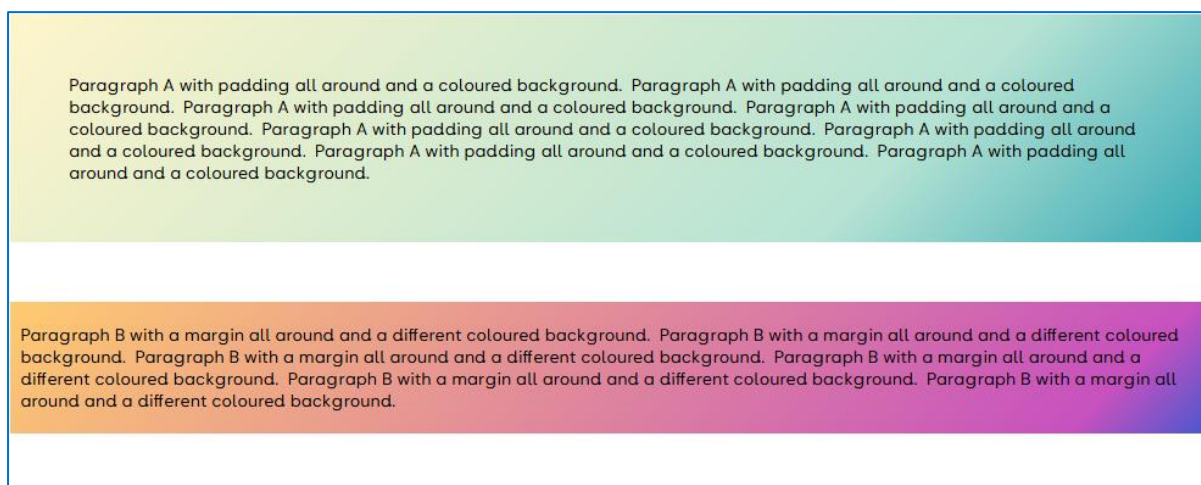 Paragraph A with padding all around and a coloured background.  Paragraph A with padding all around and a coloured
background.  Paragraph A with padding all around and a coloured background.  Paragraph A with padding all around and a
coloured background.  Paragraph A with padding all around and a coloured background.  Paragraph A with padding all around
and a coloured background.  Paragraph A with padding all around and a coloured background.  Paragraph A with padding all
around and a coloured background.
Paragraph B with a margin all around and a different coloured background.  Paragraph B with a margin all around and a different coloured
background.  Paragraph B with a margin all around and a different coloured background.  Paragraph B with a margin all around and a
different coloured background.  Paragraph B with a margin all around and a different coloured background.  Paragraph B with a margin all
around and a different coloured background.